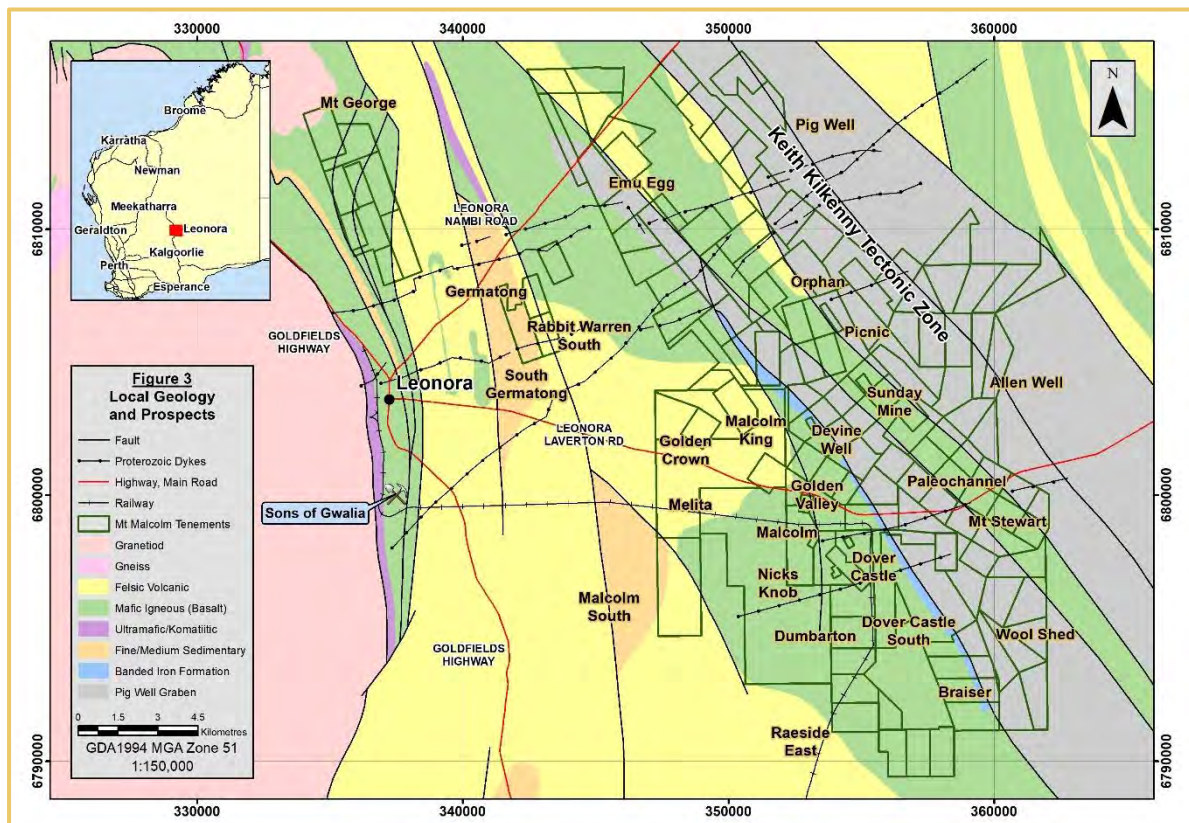 330000
340000
350000
360000
Broome
Karratha
Newman
Meekatharra
Geraldton
Leonora
Kalgoorlie
Perth
Esperance
Mt George
N
Pig Well
Keith Kilkenny Tectonic Zone
Emu Egg
LEONORA
NAMBI ROAD
6810000
6810000
Orphan
Germatong
Picnic
Rabbit Warren
South
GOLDFIELDS
HIGHWAY
Leonora
South
Germatong
Sunday
Mine
Allen Well
LEONORA
LAVERTON RD
Malcolm
King
Devine
Well
Golden
Crown
Paleochannel
Golden
Valley
6800000
6800000
Sons of Gwalia
Melita
Mt Stewart
Malcolm
Dover
Castle
Nicks
Knob
Malcolm
South
Dover Castle
South
Dumbarton
Wool Shed
GOLDFIELDS
HIGHWAY
Braiser
Raeside
East
6790000
6790000
Figure 3
Local Geology
and Prospects
Fault
Proterozoic Dykes
Highway, Main Road
Railway
Mt Malcolm Tenements
Granetiod
Gneiss
Felsic Volcanic
Mafic Igneous (Basalt)
Ultramafic/Komatiitic
Fine/Medium Sedimentary
Banded Iron Formation
Pig Well Graben
0 1.5 3 4.5
Kilometres
GDA1994 MGA Zone 51
1:150,000
330000
340000
350000
360000